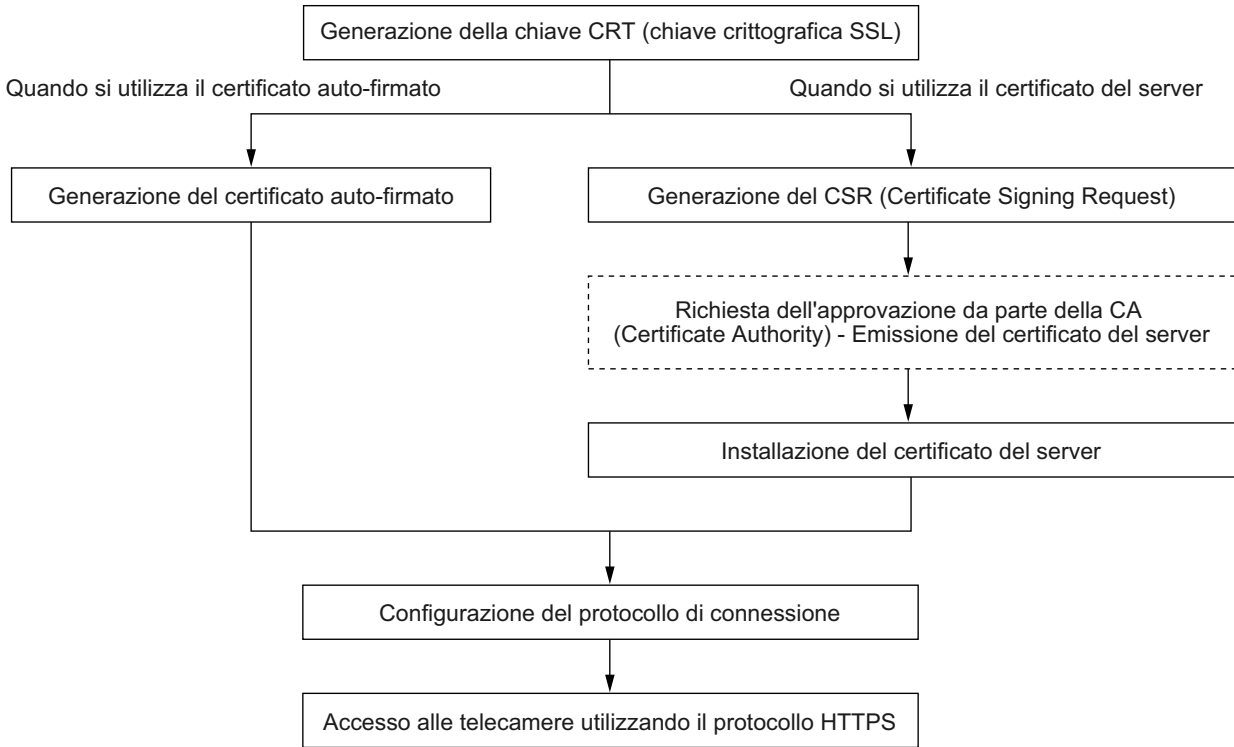 Generazione della chiave CRT (chiave crittografica SSL)
Quando si utilizza il certificato auto-firmato
Quando si utilizza il certificato del server
Generazione del certificato auto-firmato
Generazione del CSR (Certificate Signing Request)
Richiesta dell'approvazione da parte della CA
(Certificate Authority) - Emissione del certificato del server
Installazione del certificato del server
Configurazione del protocollo di connessione
Accesso alle telecamere utilizzando il protocollo HTTPS